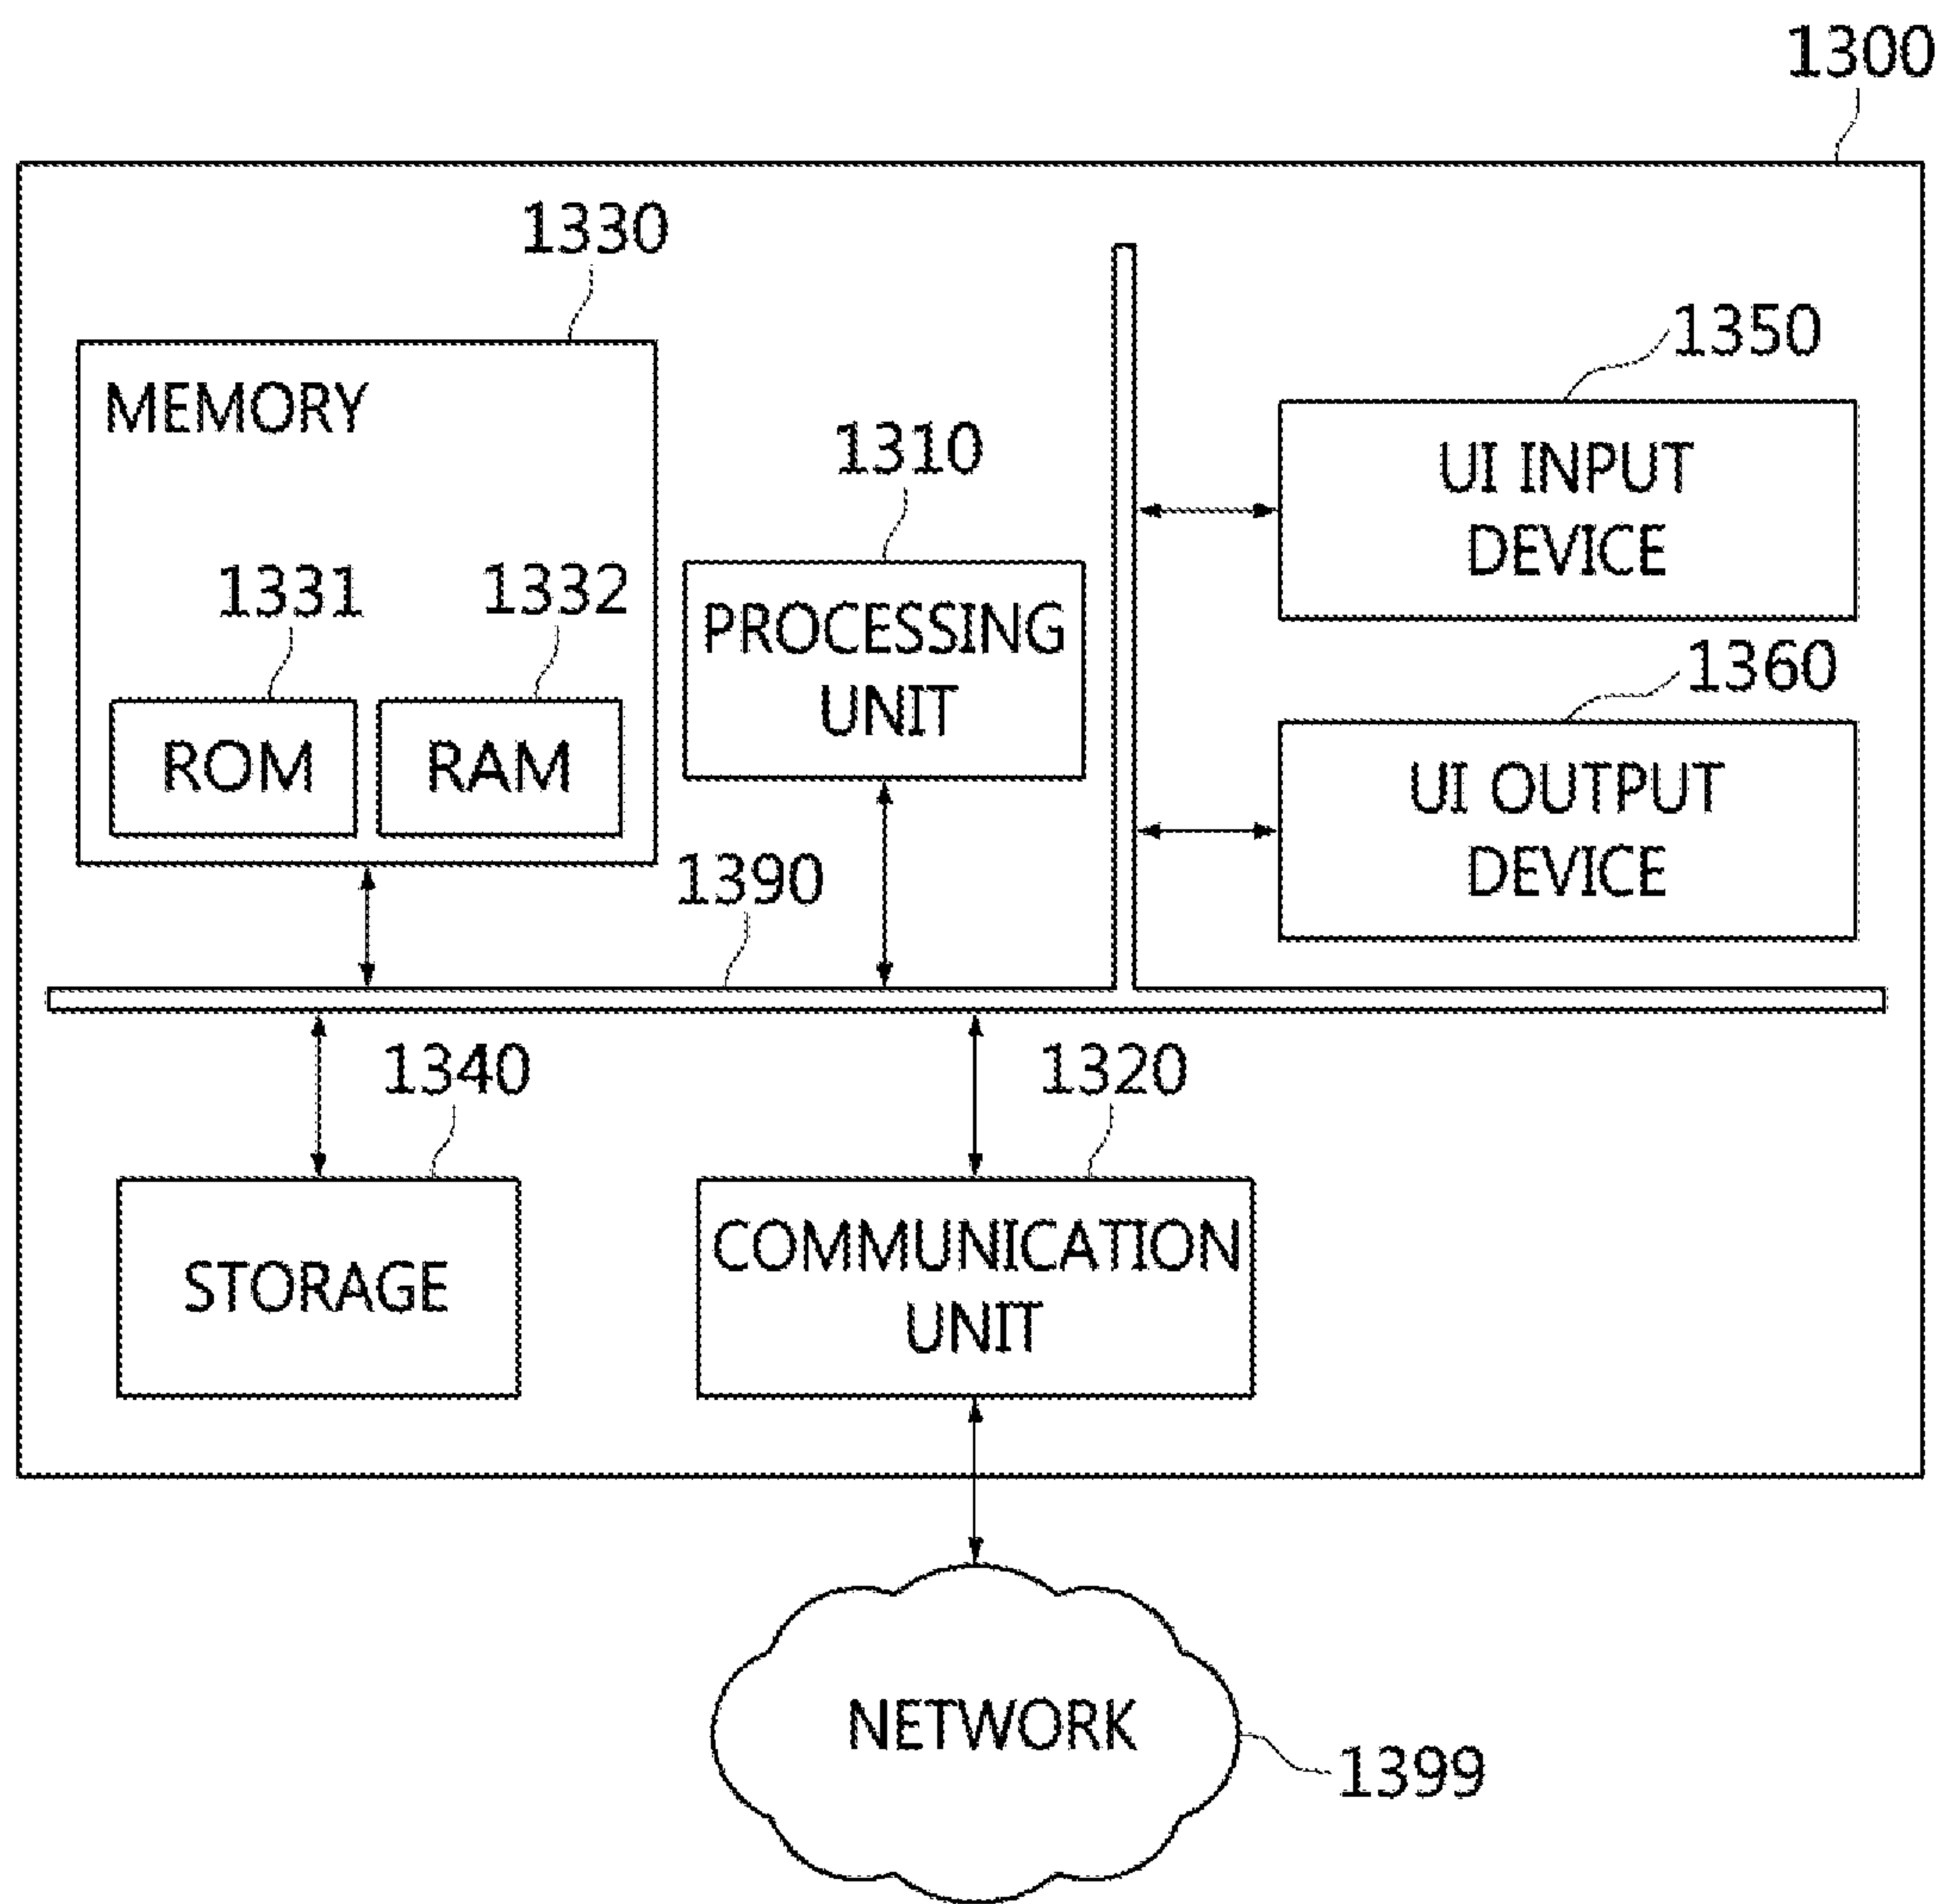 1300
1330
MEMORY
1350
UI INPUT
DEVICE
1310
PROCESSING
UNIT
1331
1332
ROM
RAM
1360
UI OUTPUT
DEVICE
1390
1340
1320
STORAGE
COMMUNICATION
UNIT
NETWORK
1399